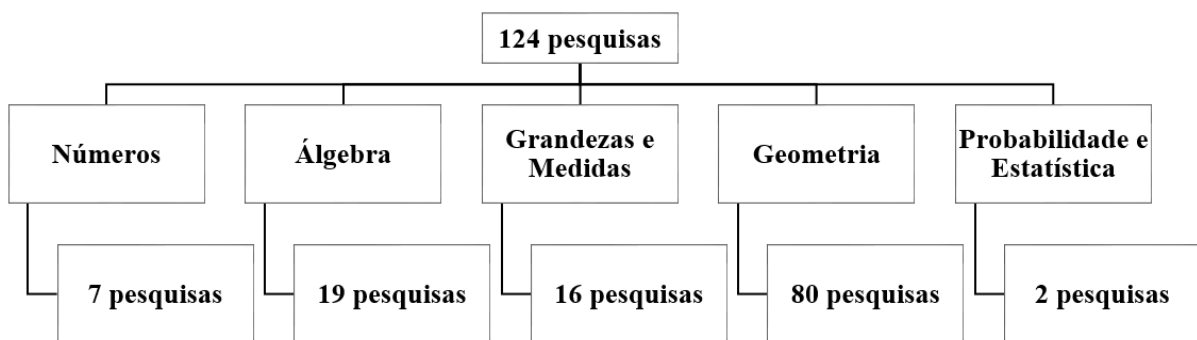 124 pesquisas
Números
Álgebra
Grandezas e
Medidas
Geometria
Probabilidade e
Estatística
7 pesquisas
19 pesquisas
16 pesquisas
80 pesquisas
2 pesquisas